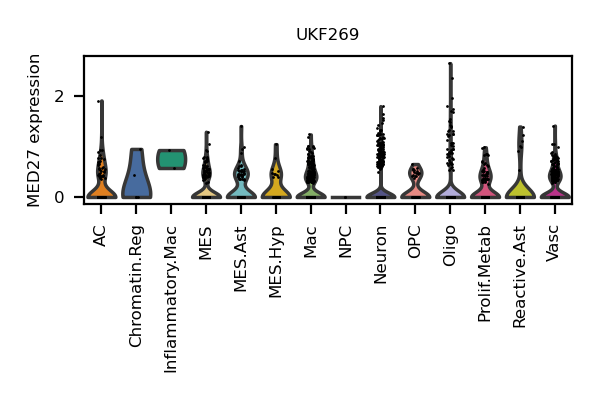 UKF269
MED27 expression
2
0
AC
Chromatin.Reg
Inflammatory.Mac
MES
MES.Ast
MES.Hyp
Mac
NPC
Neuron
OPC
Oligo
Prolif.Metab
Reactive.Ast
Vasc